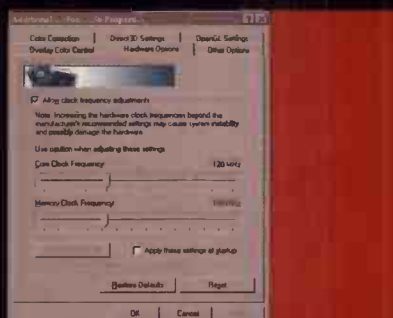 Additional
Color Correction
Direct3D Settings
OpenGL Settings
Overlay Color Control
Hardware Options
Other Options
Allow clock frequency adjustments
Note: Increasing the hardware clock frequencies beyond the
manufacturer's recommended settings may cause system instability
and possibly damage the hardware
Use caution when adjusting these settings
Core Clock Frequency
120 MHz
Memory Clock Frequency
Apply these settings at startup
Restore Defaults
OK
Cancel